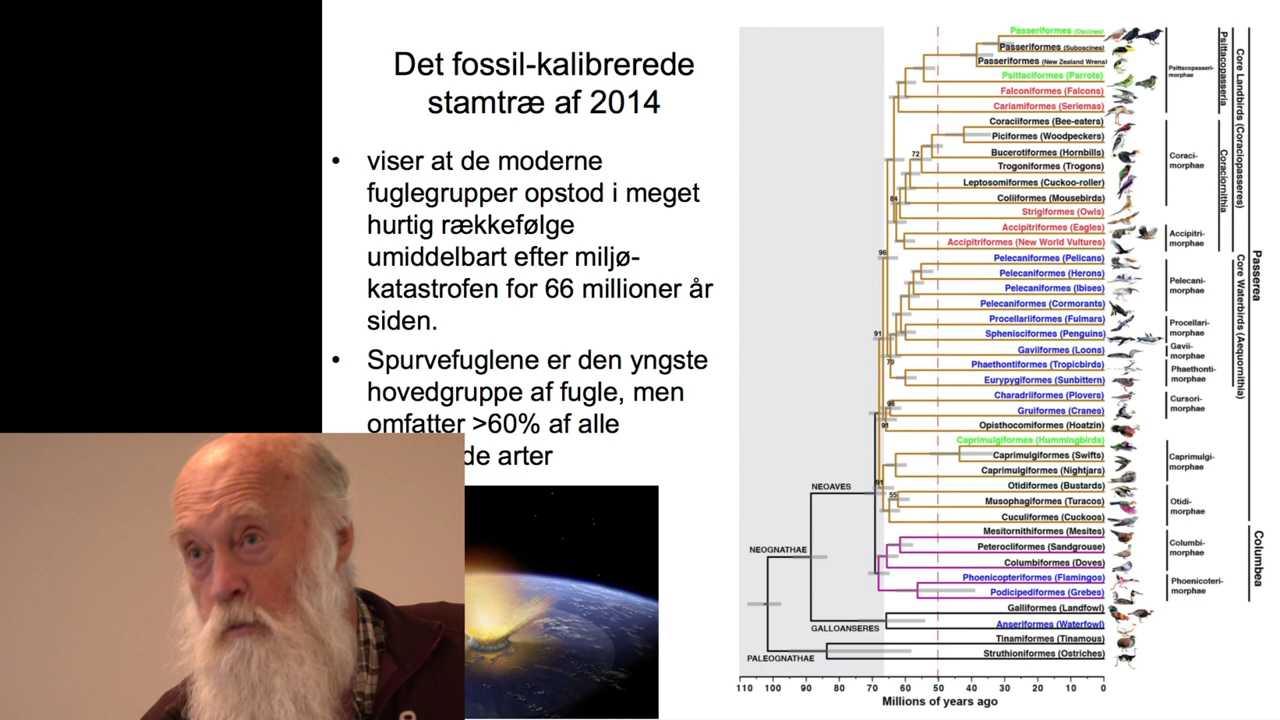 Det fossil-kalibrerede
stamtræ af 2014
• viser at de moderne
fuglegrupper opstod i meget
hurtig rækkefølge
umiddelbart efter miljø-
katastrofen for 66 millioner år
siden.
• Spurvefuglene er den yngste
hovedgruppe af fugle, men
omfatter >60% af alle
de arter
Passeriformes (Oscines)
Passeriformes (Suboscines)
Passeriformes (New Zealand Wrens)
Psittaciformes (Parrots)
Falconiformes (Falcons)
Cariamiformes (Seriemas)
Coraciiformes (Bee-eaters)
Piciformes (Woodpeckers)
72
Bucerotiformes (Hornbills)
Trogoniformes (Trogons)
Leptosomiformes (Cuckoo-roller)
Coliiformes (Mousebirds)
84
Strigiformes (Owls)
Accipitriformes (Eagles)
Accipitriformes (New World Vultures)
96
Pelecaniformes (Pelicans)
Pelecaniformes (Herons)
Pelecaniformes (Ibises)
Pelecaniformes (Cormorants)
Procellariiformes (Fulmars)
91
Sphenisciformes (Penguins)
Gaviiformes (Loons)
70
Phaethontiformes (Tropicbirds)
Eurypygiformes (Sunbittern)
Charadriiformes (Plovers)
96
Gruiformes (Cranes)
91
Opisthocomiformes (Hoatzin)
Caprimulgiformes (Hummingbirds)
Caprimulgiformes (Swifts)
Caprimulgiformes (Nightjars)
91
Otidiformes (Bustards)
55
Musophagiformes (Turacos)
Cuculiformes (Cuckoos)
Mesitornithiformes (Mesites)
Peterocliformes (Sandgrouse)
Columbiformes (Doves)
Phoenicopteriformes (Flamingos)
Podicipediformes (Grebes)
Galliformes (Landfowl)
Anseriformes (Waterfowl)
Tinamiformes (Tinamous)
Struthioniformes (Ostriches)
NEOAVES
NEOGNATHAE
GALLOANSERES
PALEOGNATHAE
Psittacopasseri-
morphae
Coraci-
morphae
Accipitri-
morphae
Pelecani-
morphae
Procellari-
morphae
Gavii-
morphae
Phaethonti-
morphae
Cursori-
morphae
Caprimulgi-
morphae
Otidi-
morphae
Columbi-
morphae
Phoenicoteri-
morphae
Psittacopasseria
Coraciornithia
Core Landbirds (Coraciopasseres)
Core Waterbirds (Aequornithia)
Passerea
Columbea
110 100 90 80 70 60 50 40 30 20 10 0
Millions of years ago